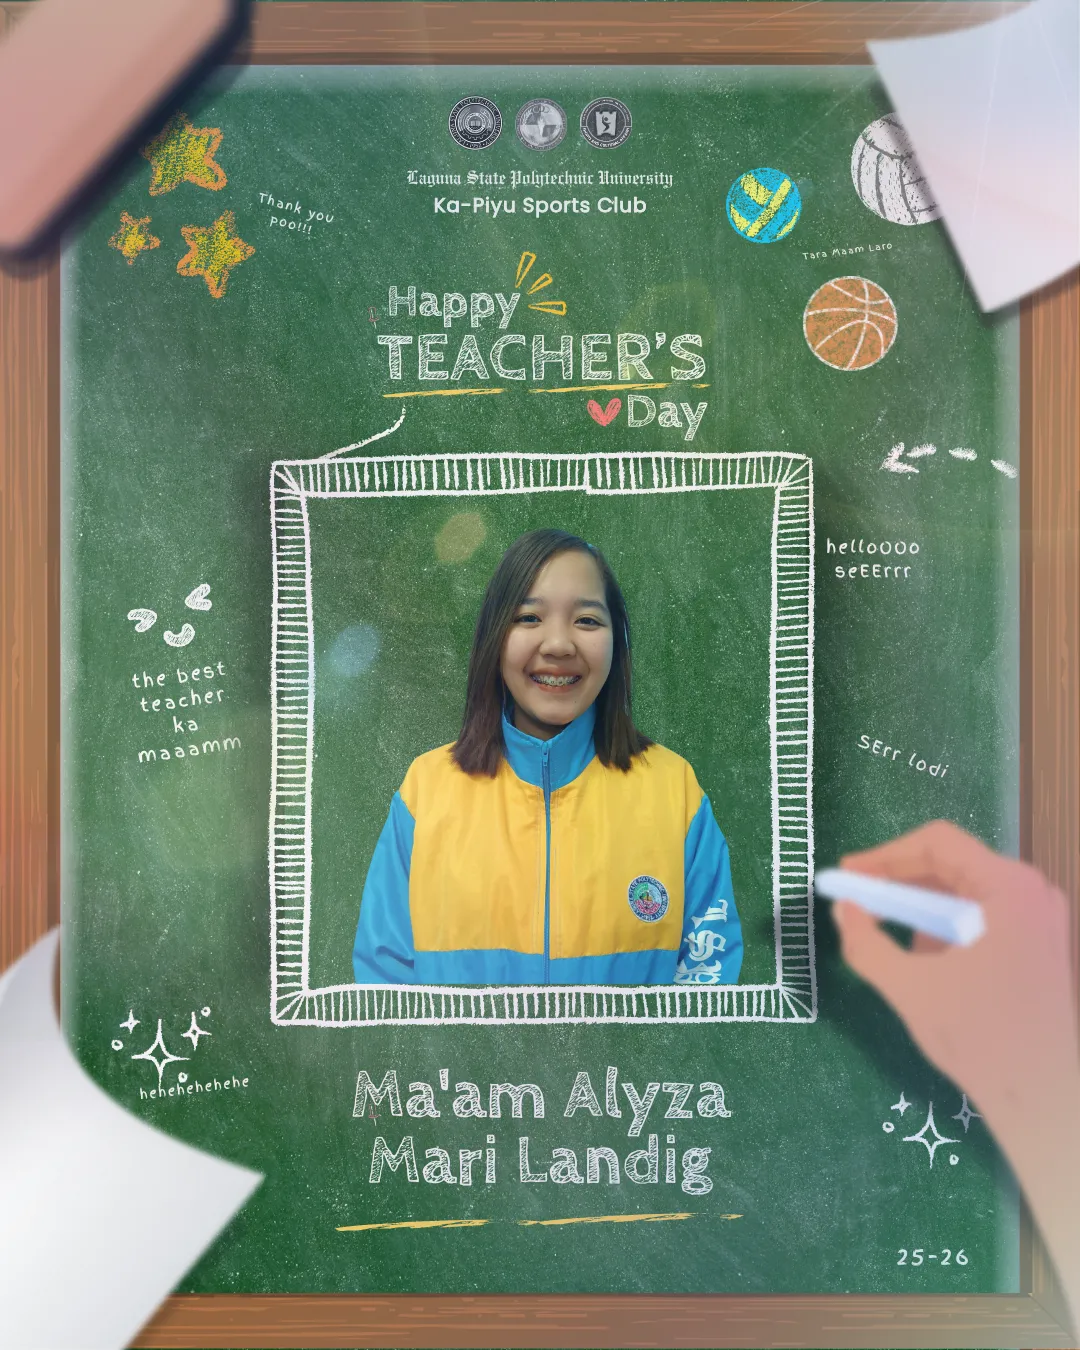 Laguna State Polytechnic University
Ka-Piyu Sports Club
Thank you
poo!!!
Tara Maam Laro
Happy
TEACHER'S
Day
helloOOO
seEErrr
the best
teacher
ka
maaamm
SErr lodi
LSP
hehehehehehe
Ma'am Alyza
Mari Landig
25-26